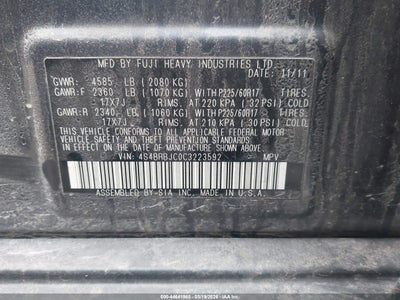 MFD BY FUJI HEAVY INDUSTRIES LTD.
DATE: 11/11
GVWR: 4585 LB (2080 KG)
GAWR:F 2360 LB (1070 KG) WITH P225/60R17 TIRES,
17X7J RIMS, AT 220 KPA (32 PSI) COLD
GAWR:R 2340 LB (1060 KG) WITH P225/60R17 TIRES,
17X7J RIMS, AT 210 KPA (30 PSI) COLD
THIS VEHICLE CONFORMS TO ALL APPLICABLE
FEDERAL MOTOR VEHICLE SAFETY, BUMPER,
AND THEFT PREVENTION STANDARDS
IN EFFECT ON THE DATE OF
MANUFACTURE SHOWN ABOVE.
VIN: 4S4BRBJC0C3223592 MPV
ASSEMBLED BY-SIA INC. MADE IN U.S.A.